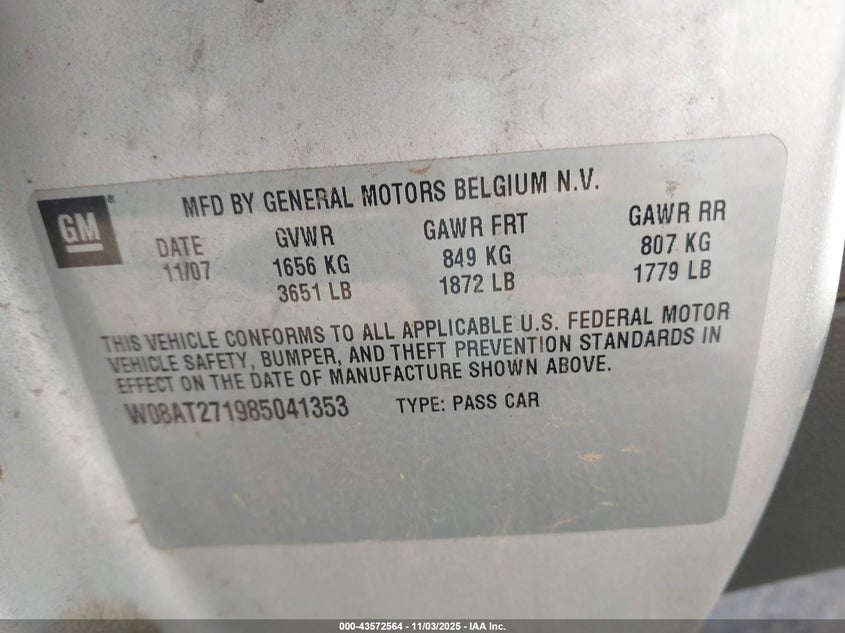 GM®
MFD BY GENERAL MOTORS BELGIUM N.V.
DATE GVWR GAWR FRT GAWR RR
11/07 1656 KG 849 KG 807 KG
3651 LB 1872 LB 1779 LB
THIS VEHICLE CONFORMS TO ALL APPLICABLE U.S. FEDERAL MOTOR
VEHICLE SAFETY, BUMPER, AND THEFT PREVENTION STANDARDS IN
EFFECT ON THE DATE OF MANUFACTURE SHOWN ABOVE.
W08AT271985041353 TYPE: PASS CAR
000-43572564 | 11/03/2025 - IAA Inc.